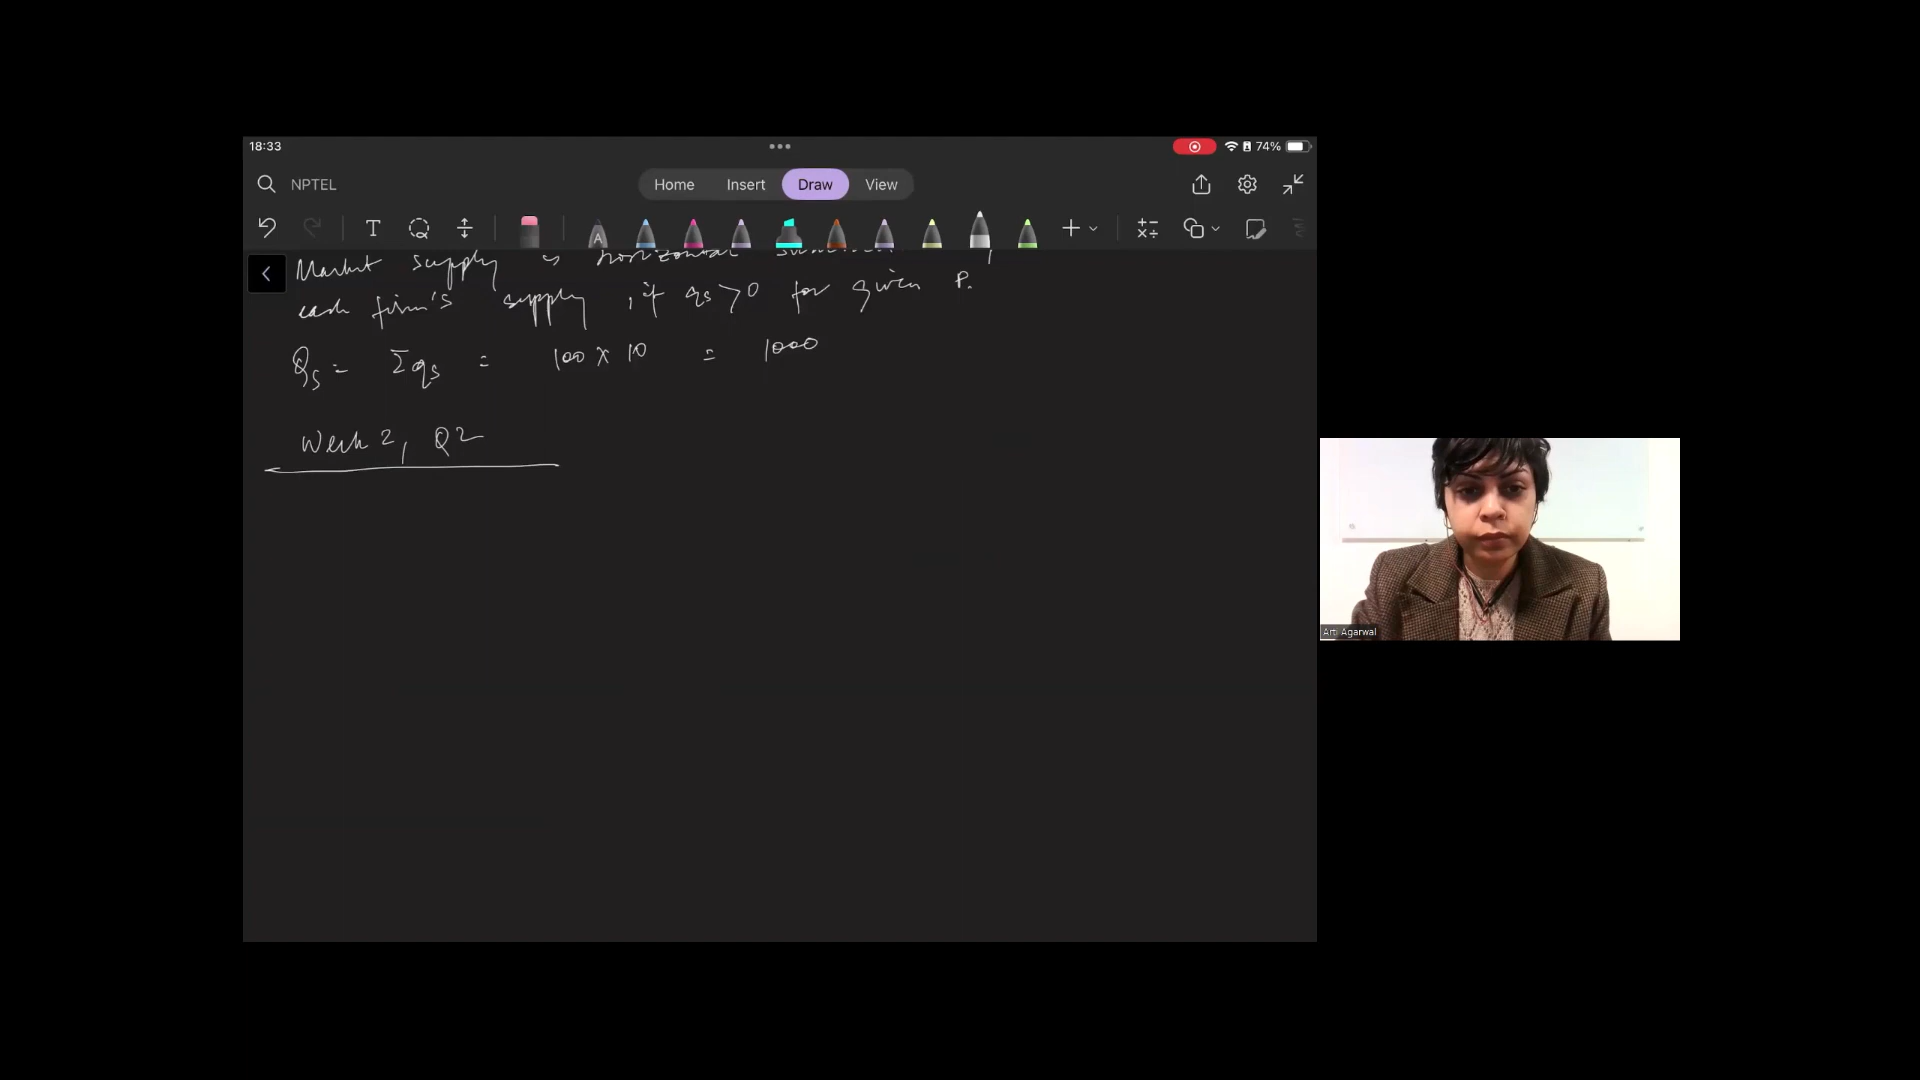 18:33
74%
NPTEL
Home Insert Draw View
T
A
Market supply is horizontal
each firm's supply , if qs > 0 for given P.
Qs = Σqs = 100 x 10 = 1000
Week 2, Q2
Arti Agarwal